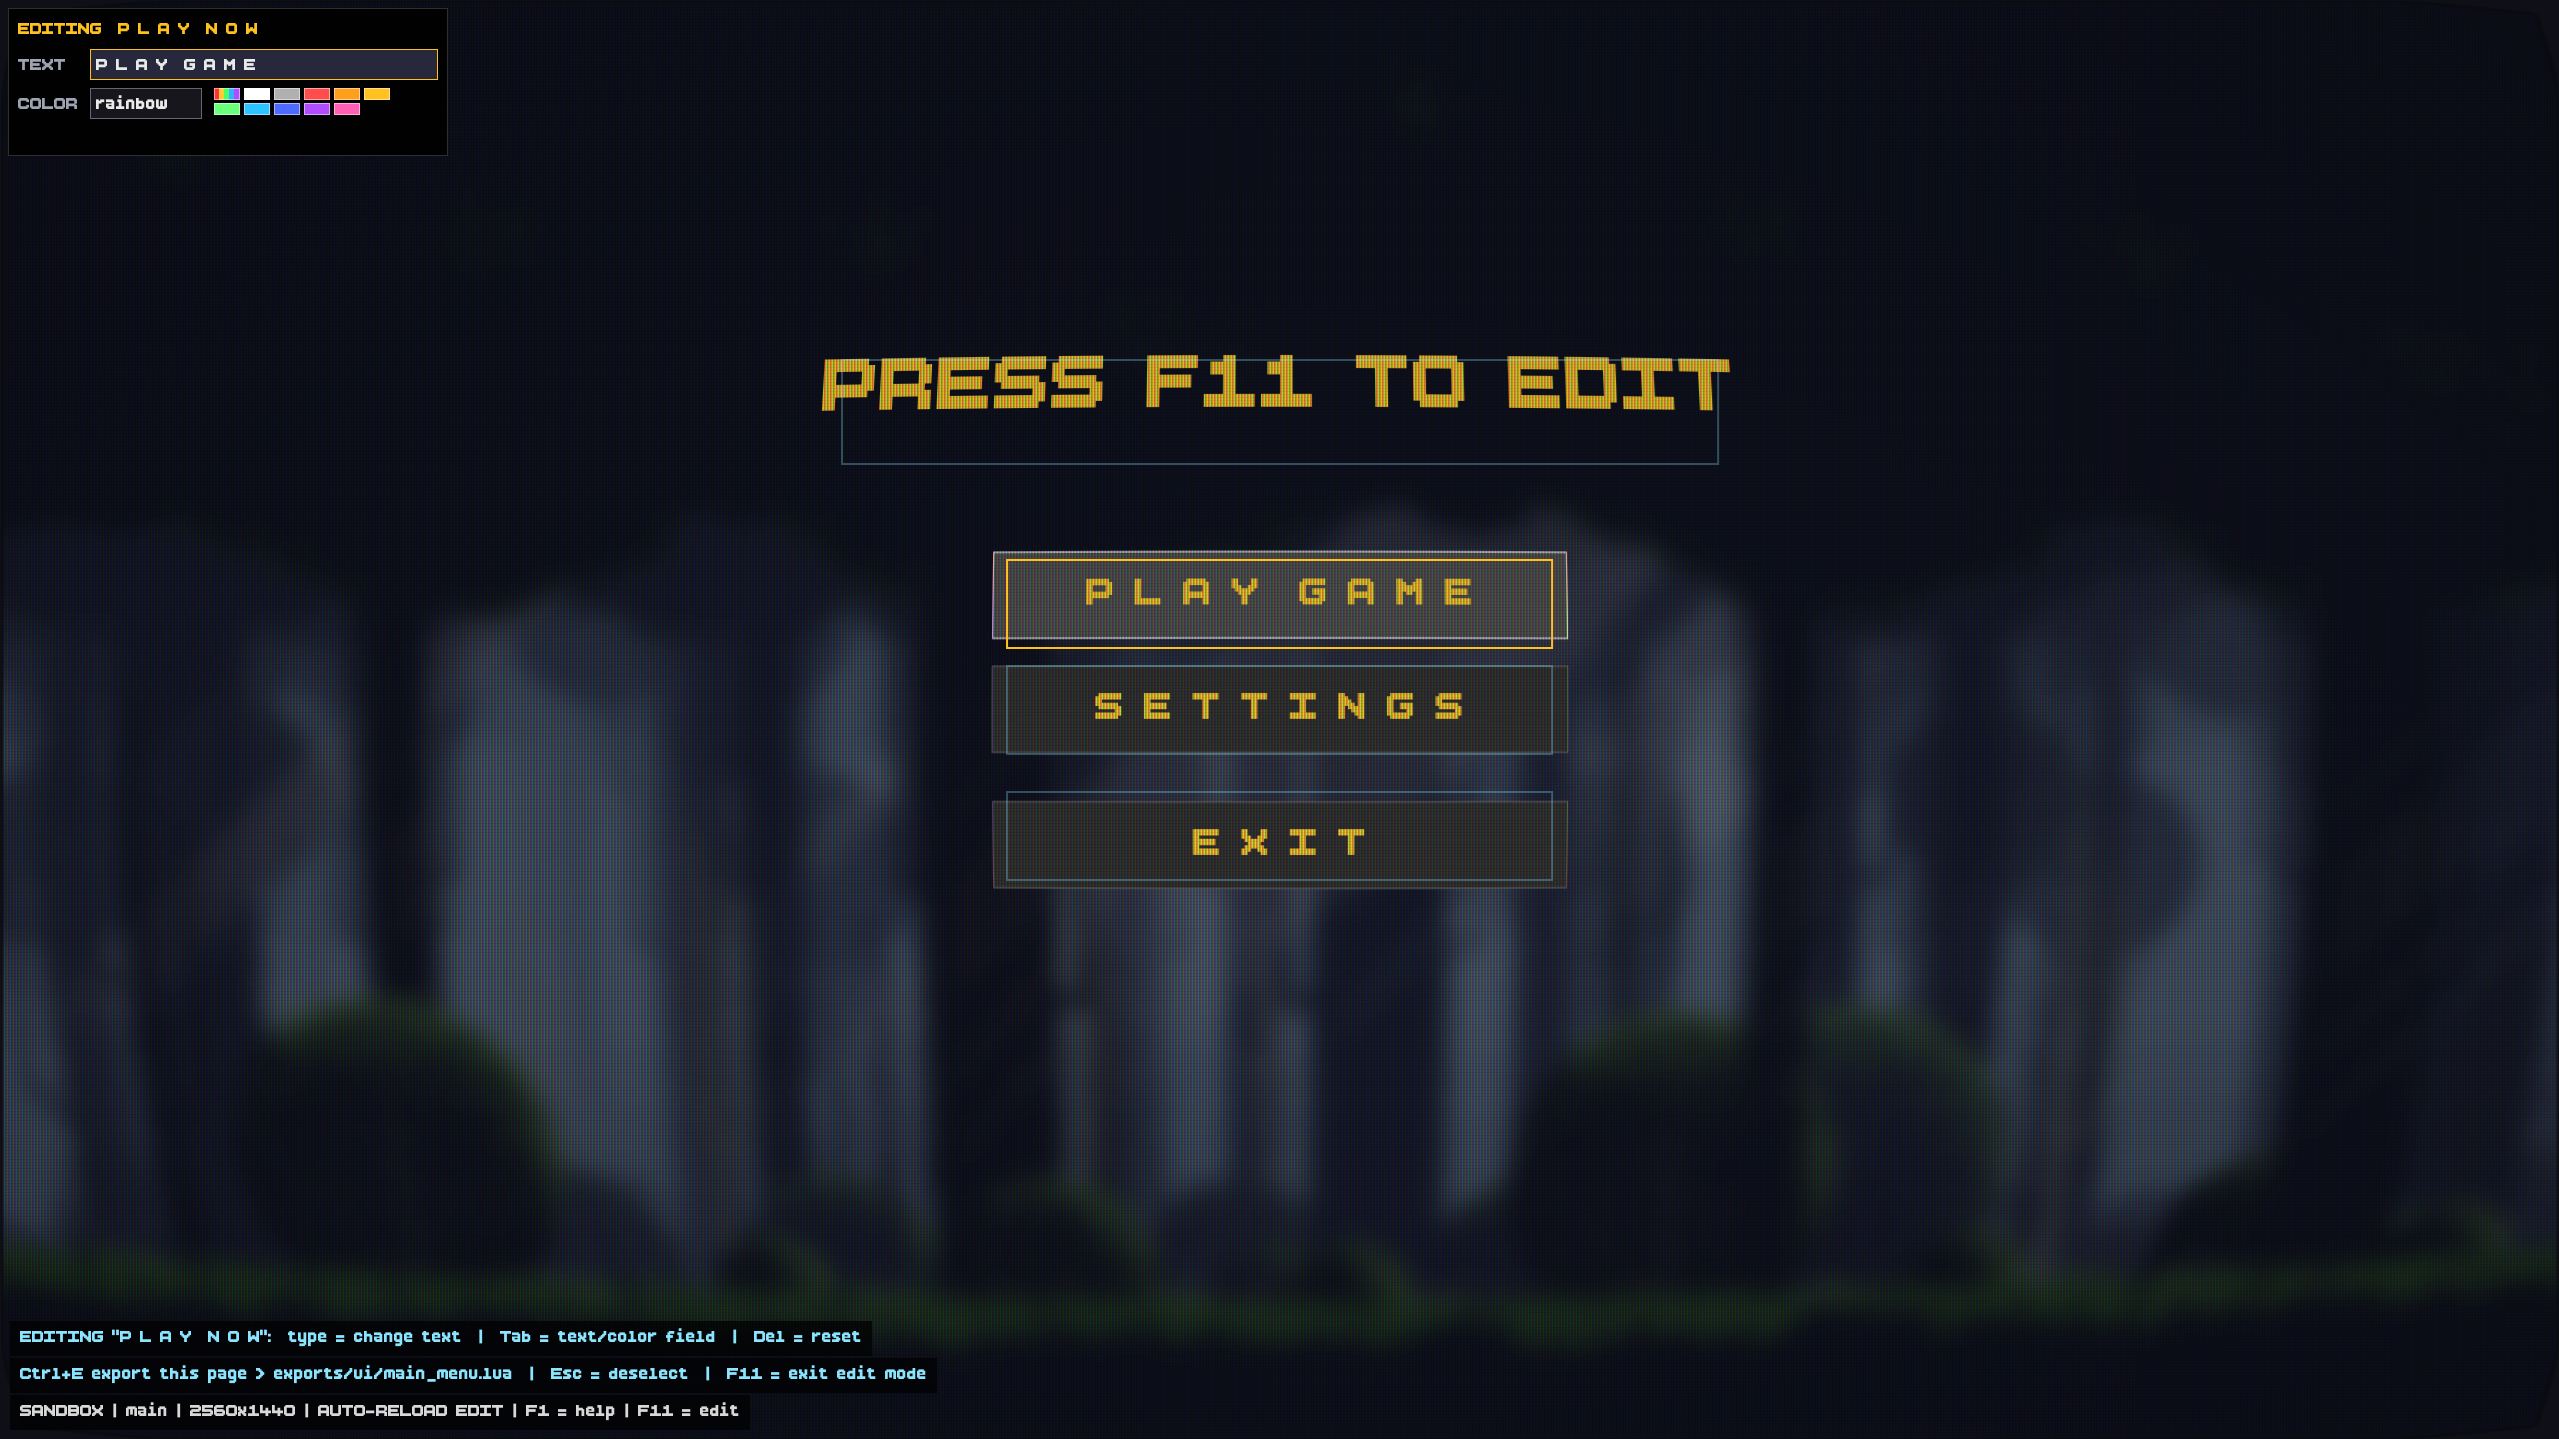 EDITING P L A Y N O W
TEXT P L A Y G A M E
COLOR rainbow
PRESS F11 TO EDIT
P L A Y G A M E
S E T T I N G S
E X I T
EDITING "P L A Y N O W": type = change text | Tab = text/color field | Del = reset
Ctrl+E export this page > exports/ui/main_menu.lua | Esc = deselect | F11 = exit edit mode
SANDBOX | main | 2560x1440 | AUTO-RELOAD EDIT | F1 = help | F11 = edit